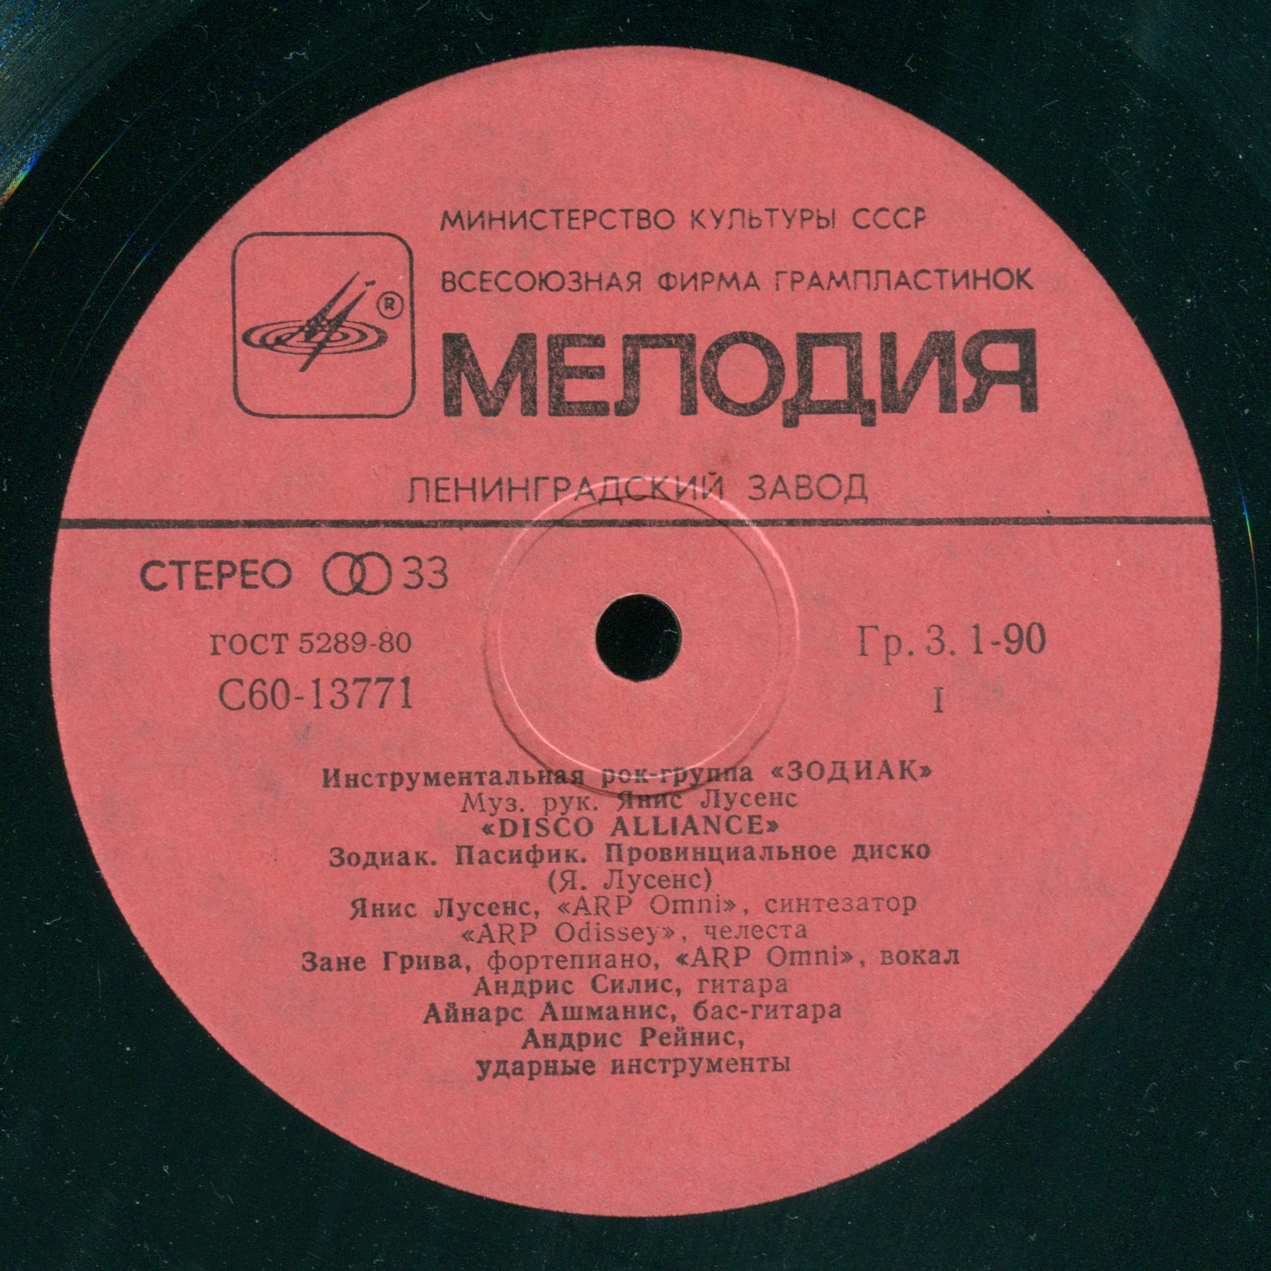 МИНИСТЕРСТВО КУЛЬТУРЫ СССР
ВСЕСОЮЗНАЯ ФИРМА ГРАМПЛАСТИНОК
®
МЕЛОДИЯ
ЛЕНИНГРАДСКИЙ ЗАВОД
СТЕРЕО 33
ГОСТ 5289-80
Гр. 3. 1-90
С60-13771
I
Инструментальная рок-группа «ЗОДИАК»
Муз. рук. Янис Лусенс
«DISCO ALLIANCE»
Зодиак. Пасифик. Провинциальное диско
(Я. Лусенс)
Янис Лусенс, «ARP Omni», синтезатор
«ARP Odissey», челеста
Зане Грива, фортепиано, «ARP Omni», вокал
Андрис Силис, гитара
Айнарс Ашманис, бас-гитара
Андрис Рейнис,
ударные инструменты